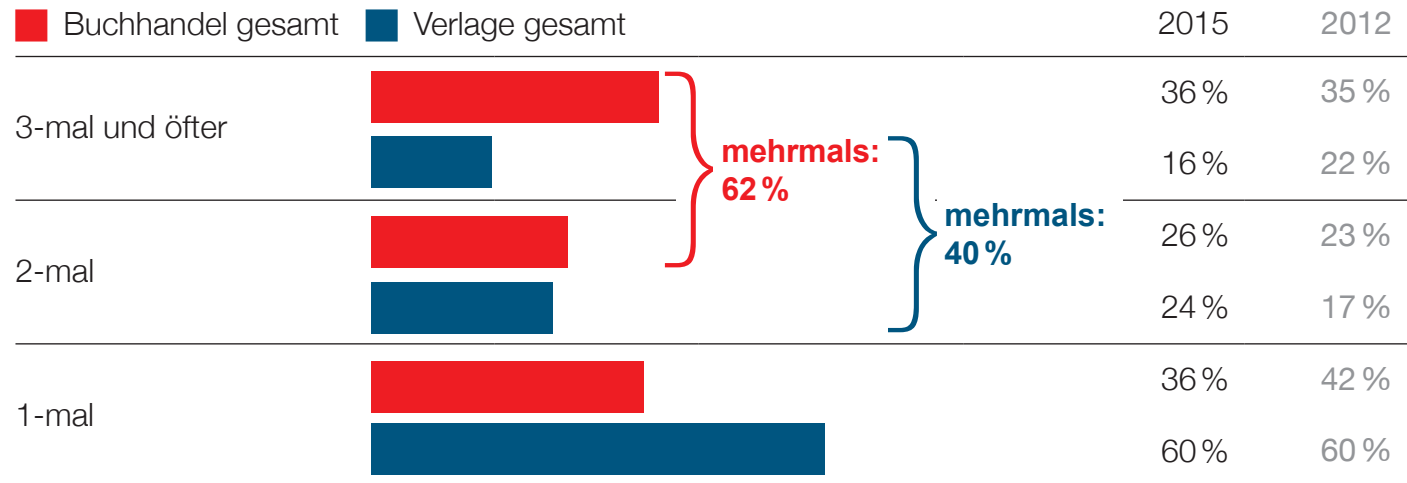 Buchhandel gesamt Verlage gesamt 2015 2012
3-mal und öfter
36 % 35 %
16 % 22 %
mehrmals:
62 %
2-mal
26 % 23 %
24 % 17 %
mehrmals:
40 %
1-mal
36 % 42 %
60 % 60 %